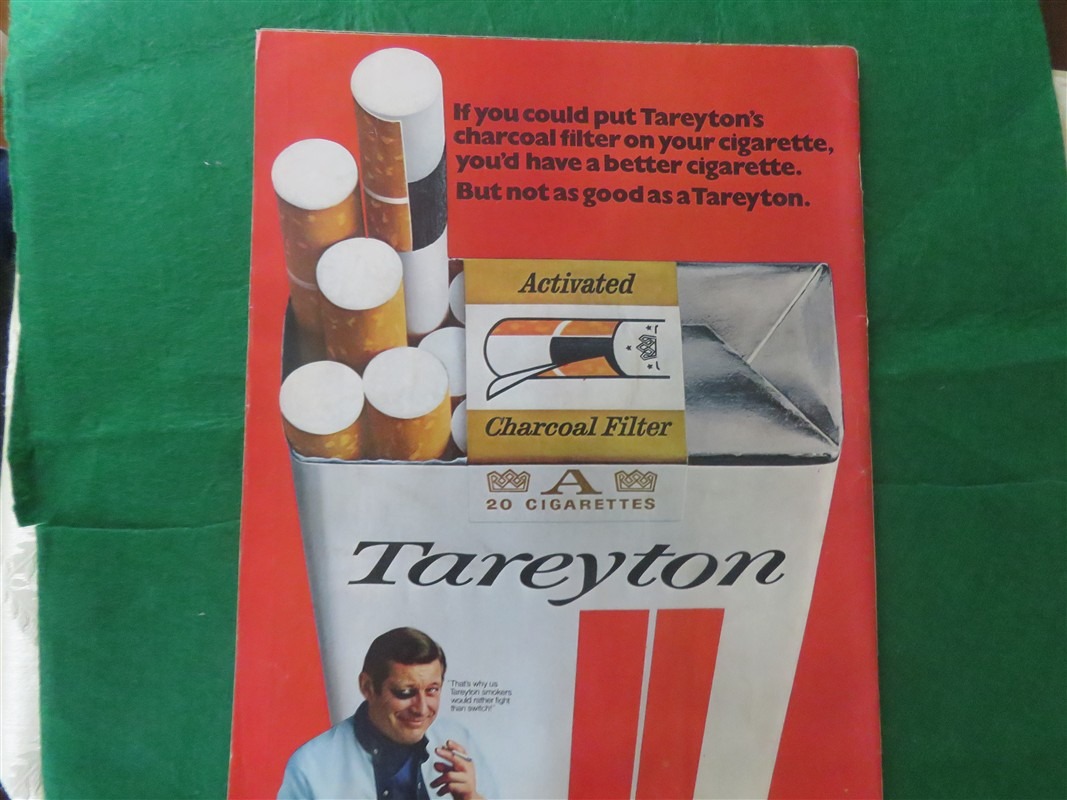 If you could put Tareyton's
charcoal filter on your cigarette,
you'd have a better cigarette.
But not as good as a Tareyton.
Activated
Charcoal Filter
A
20 CIGARETTES
Tareyton
"That's why us
Tareyton smokers
would rather fight
than switch!"